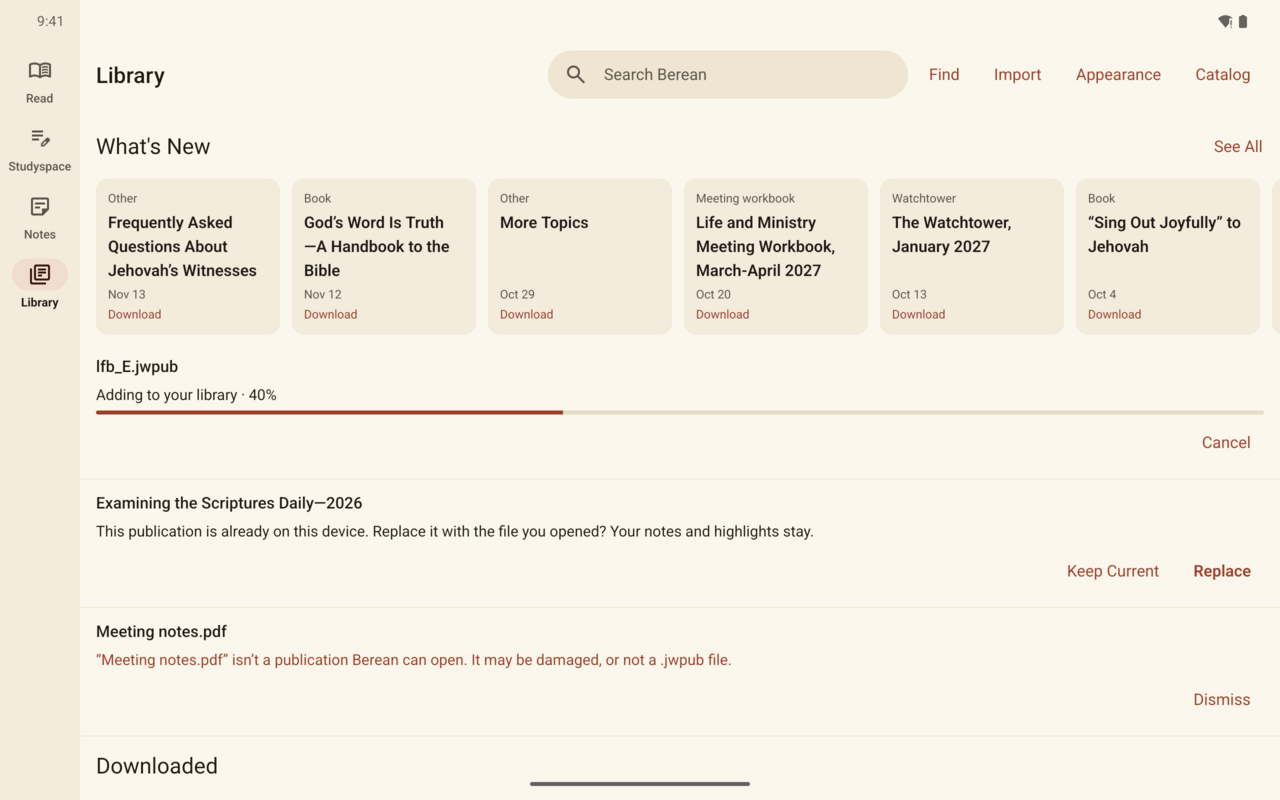 9:41
Read
Studyspace
Notes
Library
Library
Search Berean
Find
Import
Appearance
Catalog
What's New
See All
Other
Frequently Asked
Questions About
Jehovah’s Witnesses
Nov 13
Download
Book
God’s Word Is Truth
—A Handbook to the
Bible
Nov 12
Download
Other
More Topics
Oct 29
Download
Meeting workbook
Life and Ministry
Meeting Workbook,
March-April 2027
Oct 20
Download
Watchtower
The Watchtower,
January 2027
Oct 13
Download
Book
“Sing Out Joyfully” to
Jehovah
Oct 4
Download
lfb_E.jwpub
Adding to your library · 40%
Cancel
Examining the Scriptures Daily—2026
This publication is already on this device. Replace it with the file you opened? Your notes and highlights stay.
Keep Current
Replace
Meeting notes.pdf
“Meeting notes.pdf” isn’t a publication Berean can open. It may be damaged, or not a .jwpub file.
Dismiss
Downloaded